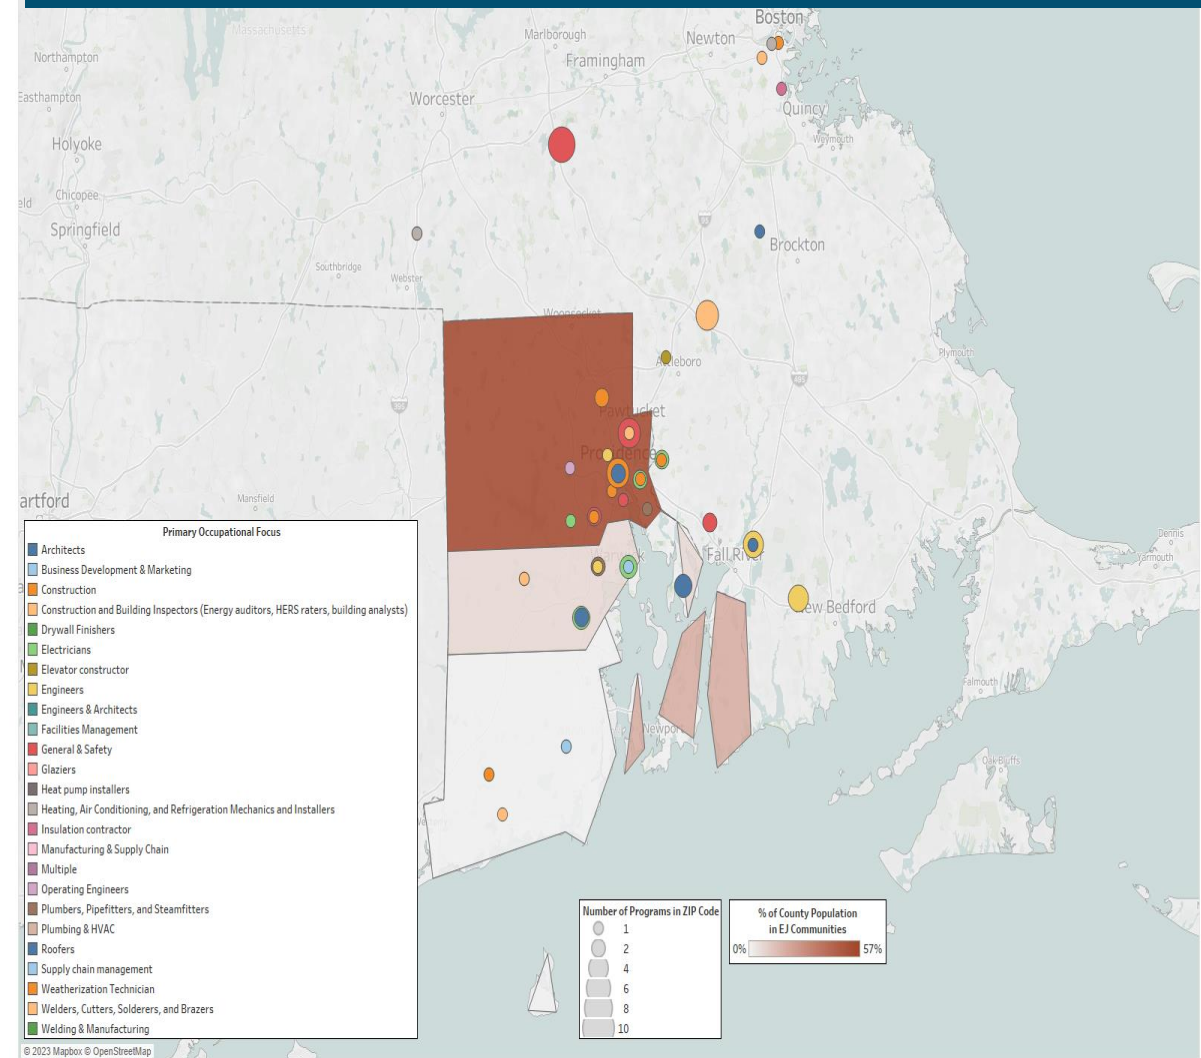 Boston
Massachusetts
Marlborough
Newton
Northampton
Framingham
Easthampton
Worcester
Quincy
Holyoke
Weymouth
Chicopee
eld
Springfield
Brockton
Southbridge
Webster
Woonsocket
Plymouth
Attleboro
Pawtucket
Providence
artford
Mansfield
Dennis
Yarmouth
Warwick
Fall River
New Bedford
Falmouth
Newport
Oak Bluffs
Primary Occupational Focus
Architects
Business Development & Marketing
Construction
Construction and Building Inspectors (Energy auditors, HERS raters, building analysts)
Drywall Finishers
Electricians
Elevator constructor
Engineers
Engineers & Architects
Facilities Management
General & Safety
Glaziers
Heat pump installers
Heating, Air Conditioning, and Refrigeration Mechanics and Installers
Insulation contractor
Manufacturing & Supply Chain
Multiple
Operating Engineers
Plumbers, Pipefitters, and Steamfitters
Plumbing & HVAC
Roofers
Supply chain management
Weatherization Technician
Welders, Cutters, Solderers, and Brazers
Welding & Manufacturing
Number of Programs in ZIP Code
1
2
4
6
8
10
% of County Population
in EJ Communities
0% 57%
© 2023 Mapbox © OpenStreetMap